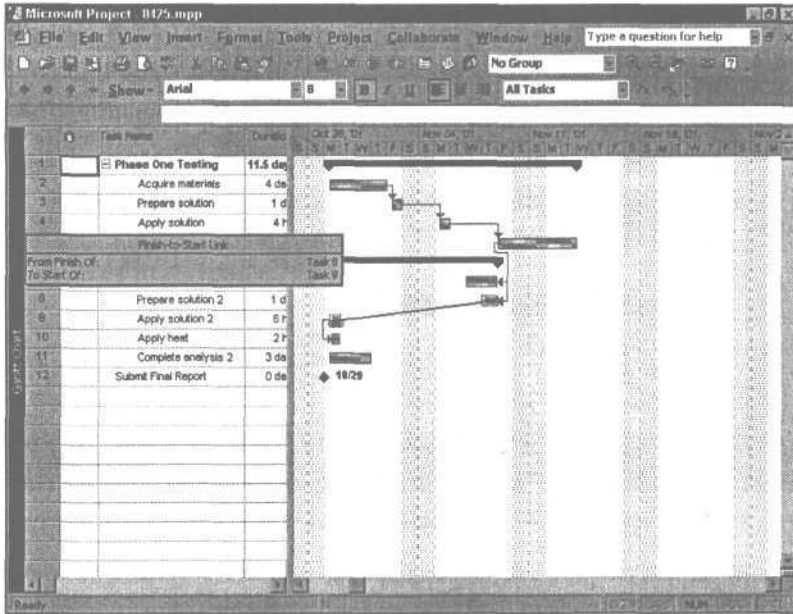 Microsoft Project - 0425.mpp
File Edit View Insert Format Tools Project Collaborate Window Help Type a question for help
No Group
Show Arial 8 B I U All Tasks
Task Name Duratio Oct 28, '01 Nov 04, '01 Nov 11, '01 Nov 18, '01 Nov 2
S S M T W T F S S M T W T F S S M T W T F S S M T W T F S S M
1 Phase One Testing 11.5 day
2 Acquire materials 4 da
3 Prepare solution 1 d
4 Apply solution 4 h
Finish-to-Start Link
From Finish Of: Task 8
To Start Of: Task 9
8 Prepare solution 2 1 d
9 Apply solution 2 6 h
10 Apply heat 2 h
11 Complete analysis 2 3 da
12 Submit Final Report 0 da 10/29
Gantt Chart
Ready NUM